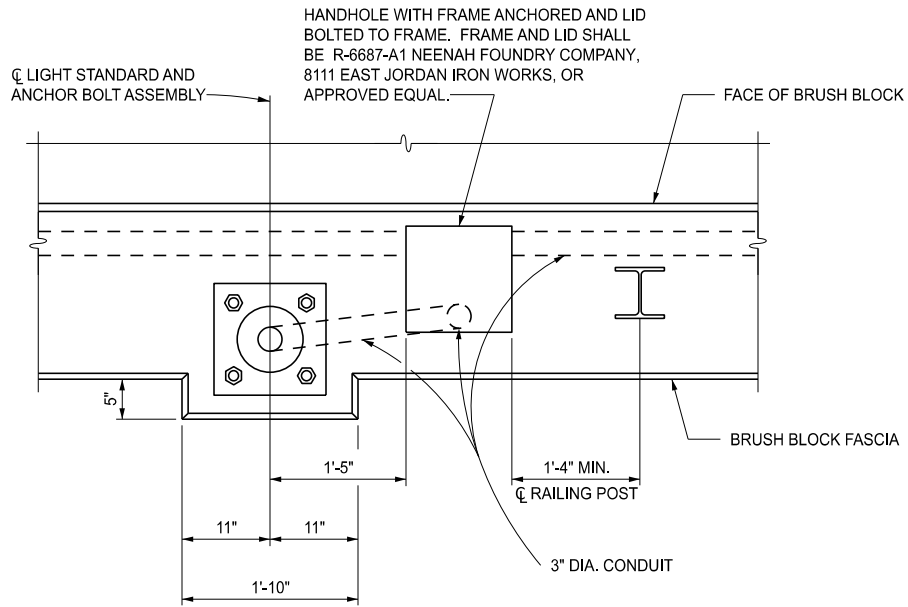 HANDHOLE WITH FRAME ANCHORED AND LID
BOLTED TO FRAME. FRAME AND LID SHALL
BE R-6687-A1 NEENAH FOUNDRY COMPANY,
8111 EAST JORDAN IRON WORKS, OR
APPROVED EQUAL.
℄ LIGHT STANDARD AND
ANCHOR BOLT ASSEMBLY
FACE OF BRUSH BLOCK
5"
BRUSH BLOCK FASCIA
1'-5"
1'-4" MIN.
℄ RAILING POST
11"
11"
3" DIA. CONDUIT
1'-10"